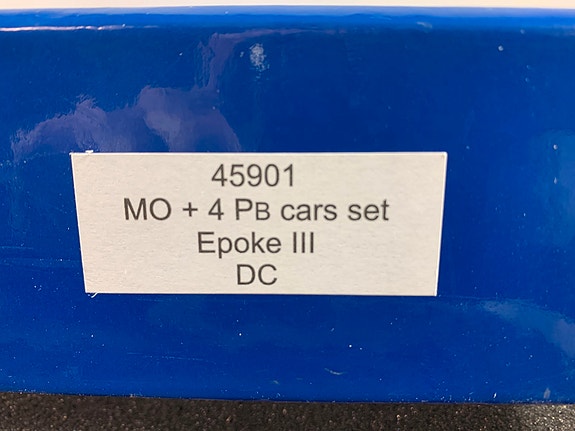 45901
MO + 4 PB cars set
Epoke III
DC